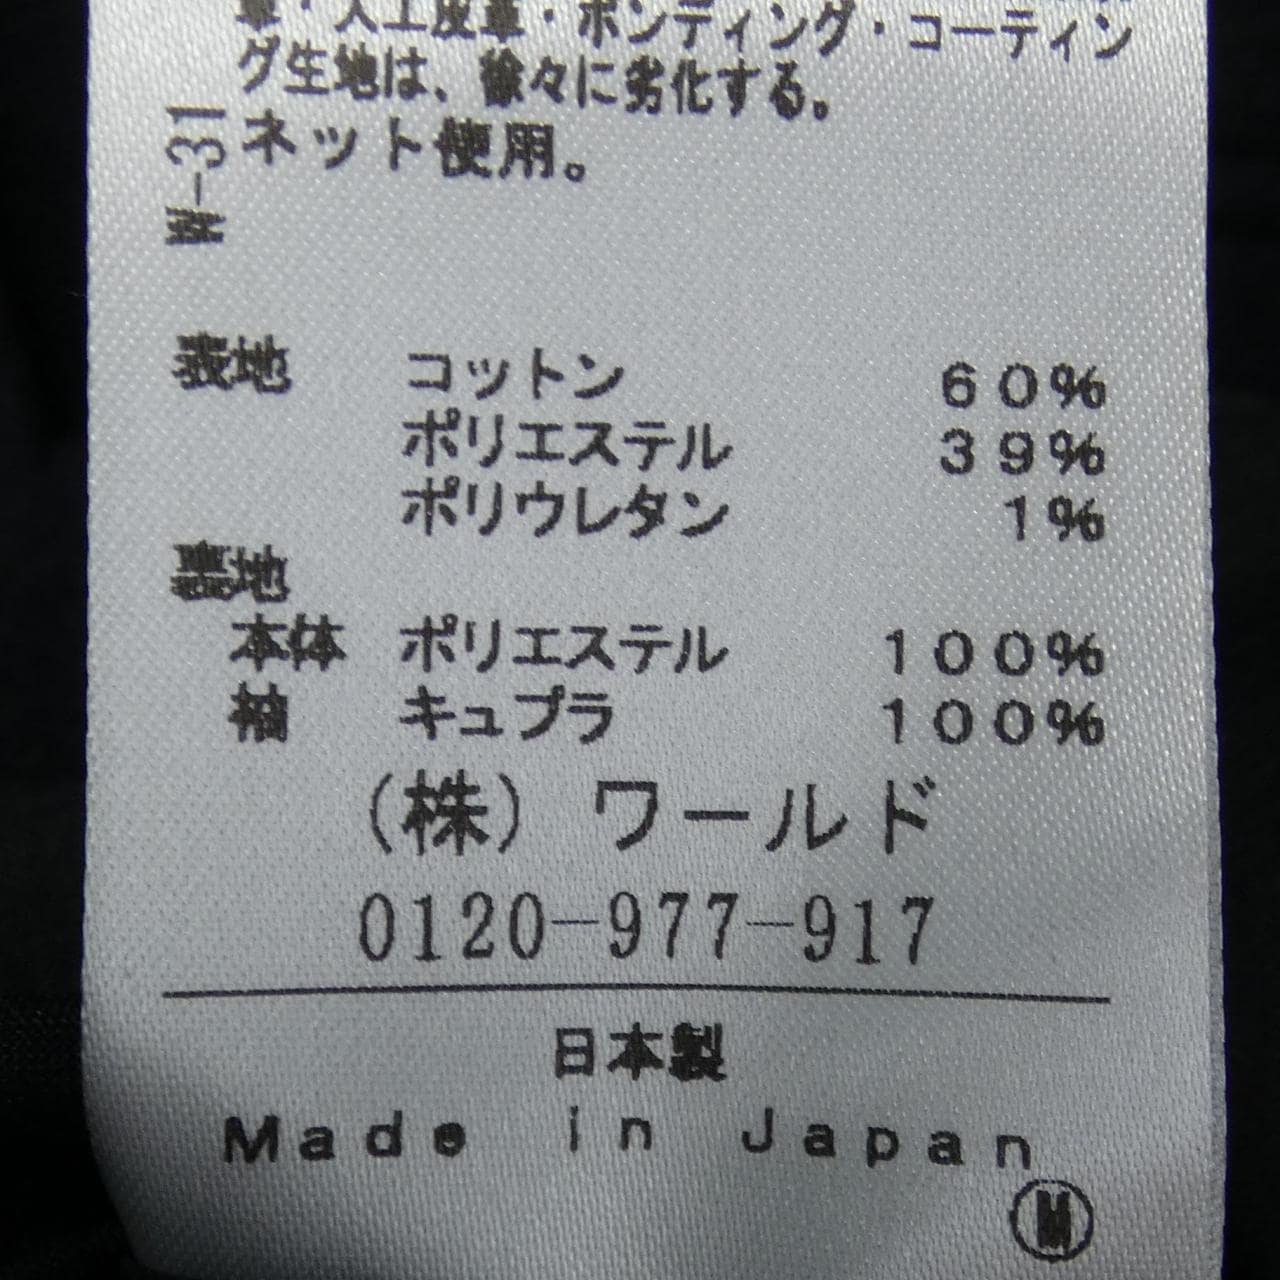 革・人工皮革・ボンディング・コーティン
グ生地は、徐々に劣化する。
ネット使用。
W-31
表地 コットン 60%
ポリエステル 39%
ポリウレタン 1%
裏地
本体 ポリエステル 100%
袖 キュプラ 100%
(株) ワールド
0120-977-917
日本製
Made in Japan
M